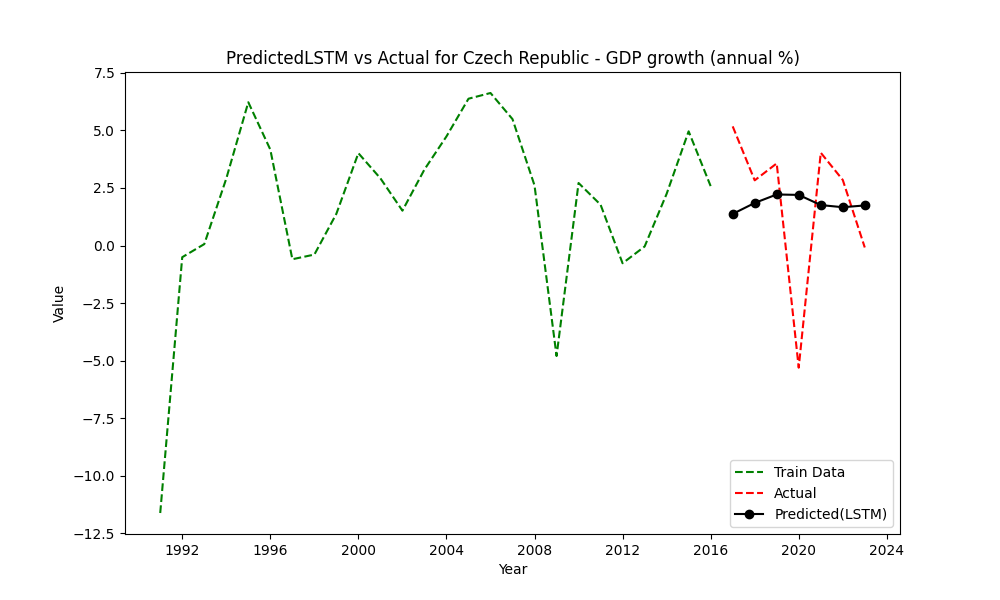 PredictedLSTM vs Actual for Czech Republic - GDP growth (annual %)
7.5
5.0
2.5
0.0
−2.5
−5.0
−7.5
−10.0
−12.5
Value
1992 1996 2000 2004 2008 2012 2016 2020 2024
Year
Train Data
Actual
Predicted(LSTM)